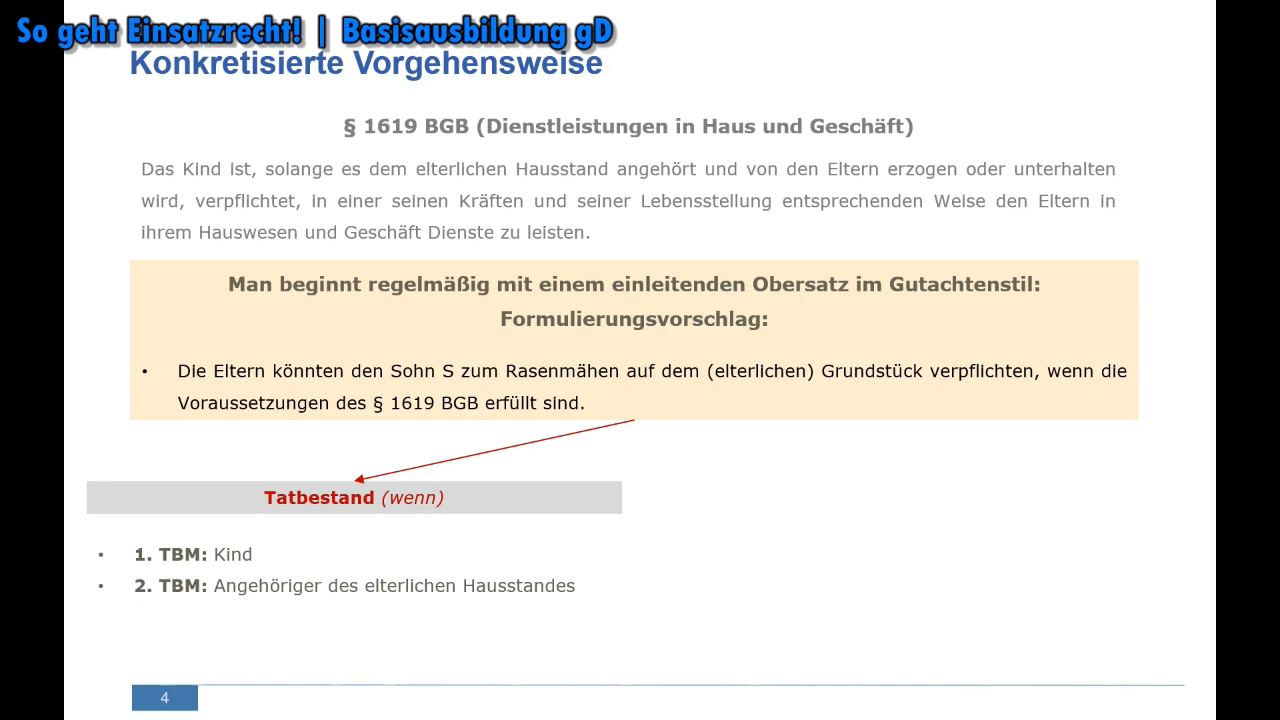 So geht Einsatzrecht! | Basisausbildung gD
Konkretisierte Vorgehensweise
§ 1619 BGB (Dienstleistungen in Haus und Geschäft)
Das Kind ist, solange es dem elterlichen Hausstand angehört und von den Eltern erzogen oder unterhalten
wird, verpflichtet, in einer seinen Kräften und seiner Lebensstellung entsprechenden Weise den Eltern in
ihrem Hauswesen und Geschäft Dienste zu leisten.
Man beginnt regelmäßig mit einem einleitenden Obersatz im Gutachtenstil:
Formulierungsvorschlag:
• Die Eltern könnten den Sohn S zum Rasenmähen auf dem (elterlichen) Grundstück verpflichten, wenn die
Voraussetzungen des § 1619 BGB erfüllt sind.
Tatbestand (wenn)
• 1. TBM: Kind
• 2. TBM: Angehöriger des elterlichen Hausstandes
4